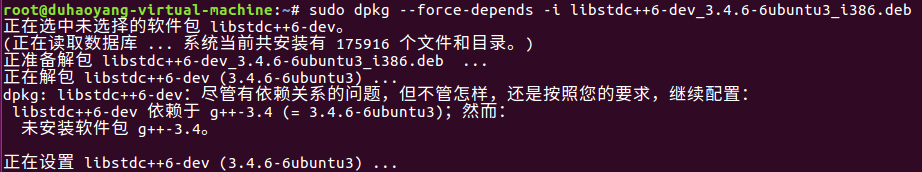 root@duhaoyang-virtual-machine:~# sudo dpkg --force-depends -i libstdc++6-dev_3.4.6-6ubuntu3_i386.deb
正在选中未选择的软件包 libstdc++6-dev。
(正在读取数据库 ... 系统当前共安装有 175916 个文件和目录。)
正准备解包 libstdc++6-dev_3.4.6-6ubuntu3_i386.deb ...
正在解包 libstdc++6-dev (3.4.6-6ubuntu3) ...
dpkg: libstdc++6-dev：尽管有依赖关系的问题，但不管怎样，还是按照您的要求，继续配置：
libstdc++6-dev 依赖于 g++-3.4 (= 3.4.6-6ubuntu3)；然而：
未安装软件包 g++-3.4。
正在设置 libstdc++6-dev (3.4.6-6ubuntu3) ...